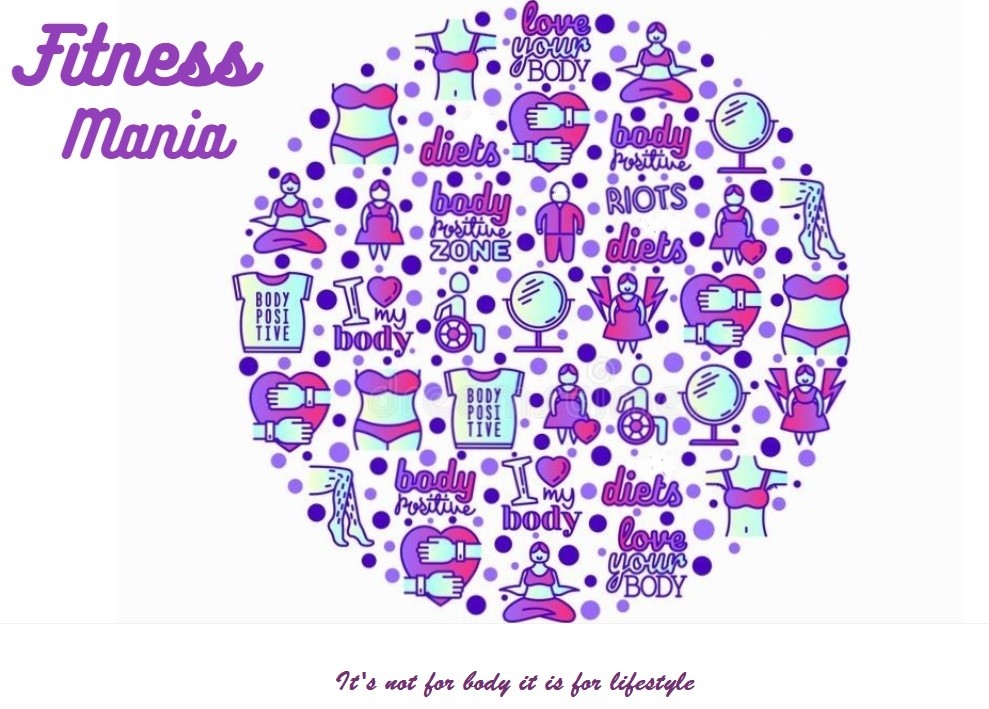 Fitness
Mania
love
your
BODY
diets
body
positive
RIOTS
body
positive
ZONE
diets
BODY
POSI
TIVE
I
my
body
BODY
POSI
TIVE
body
positive
I
my
body
diets
love
your
BODY
It's not for body it is for lifestyle